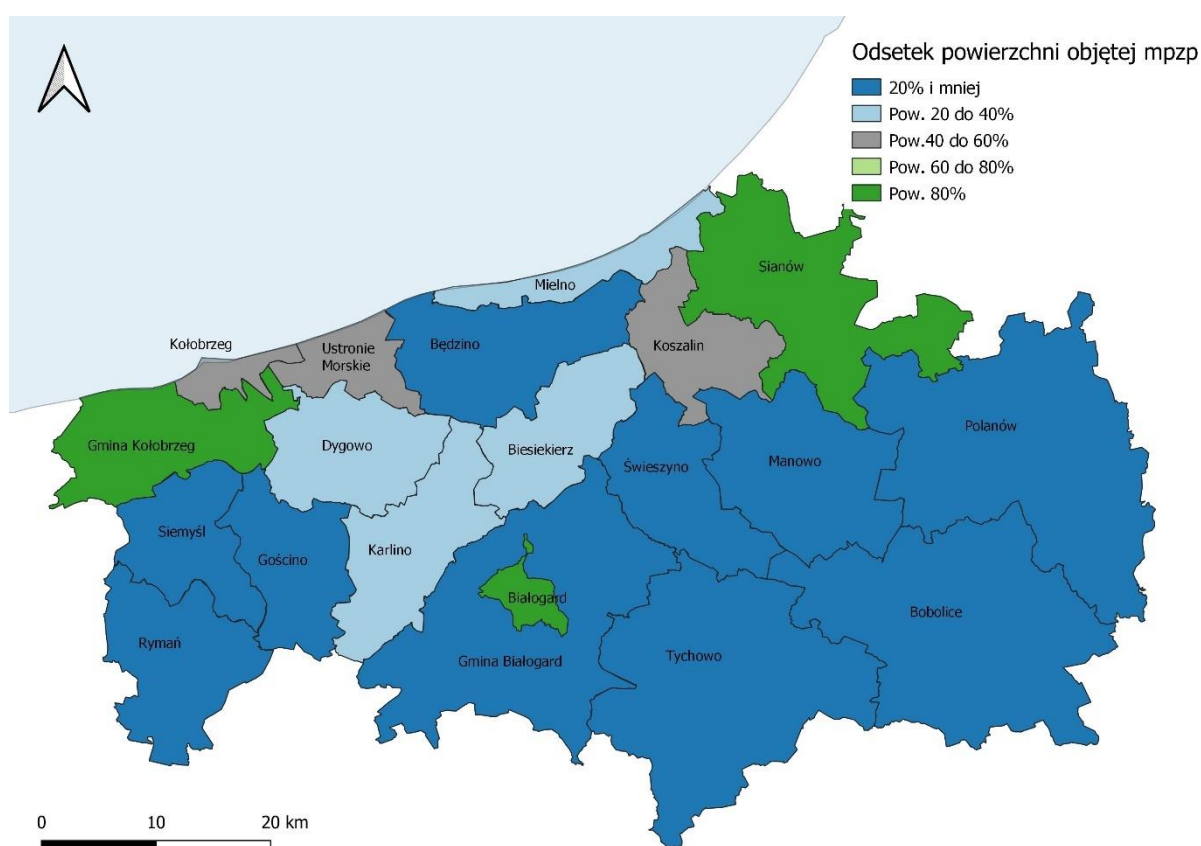 Odsetek powierzchni objętej mpzp
20% i mniej
Pow. 20 do 40%
Pow.40 do 60%
Pow. 60 do 80%
Pow. 80%
Sianów
Mielno
Kołobrzeg
Ustronie
Morskie
Będzino
Koszalin
Polanów
Gmina Kołobrzeg
Dygowo
Biesiekierz
Świeszyno
Manowo
Siemyśl
Gościno
Karlino
Białogard
Bobolice
Rymań
Gmina Białogard
Tychowo
0 10 20 km